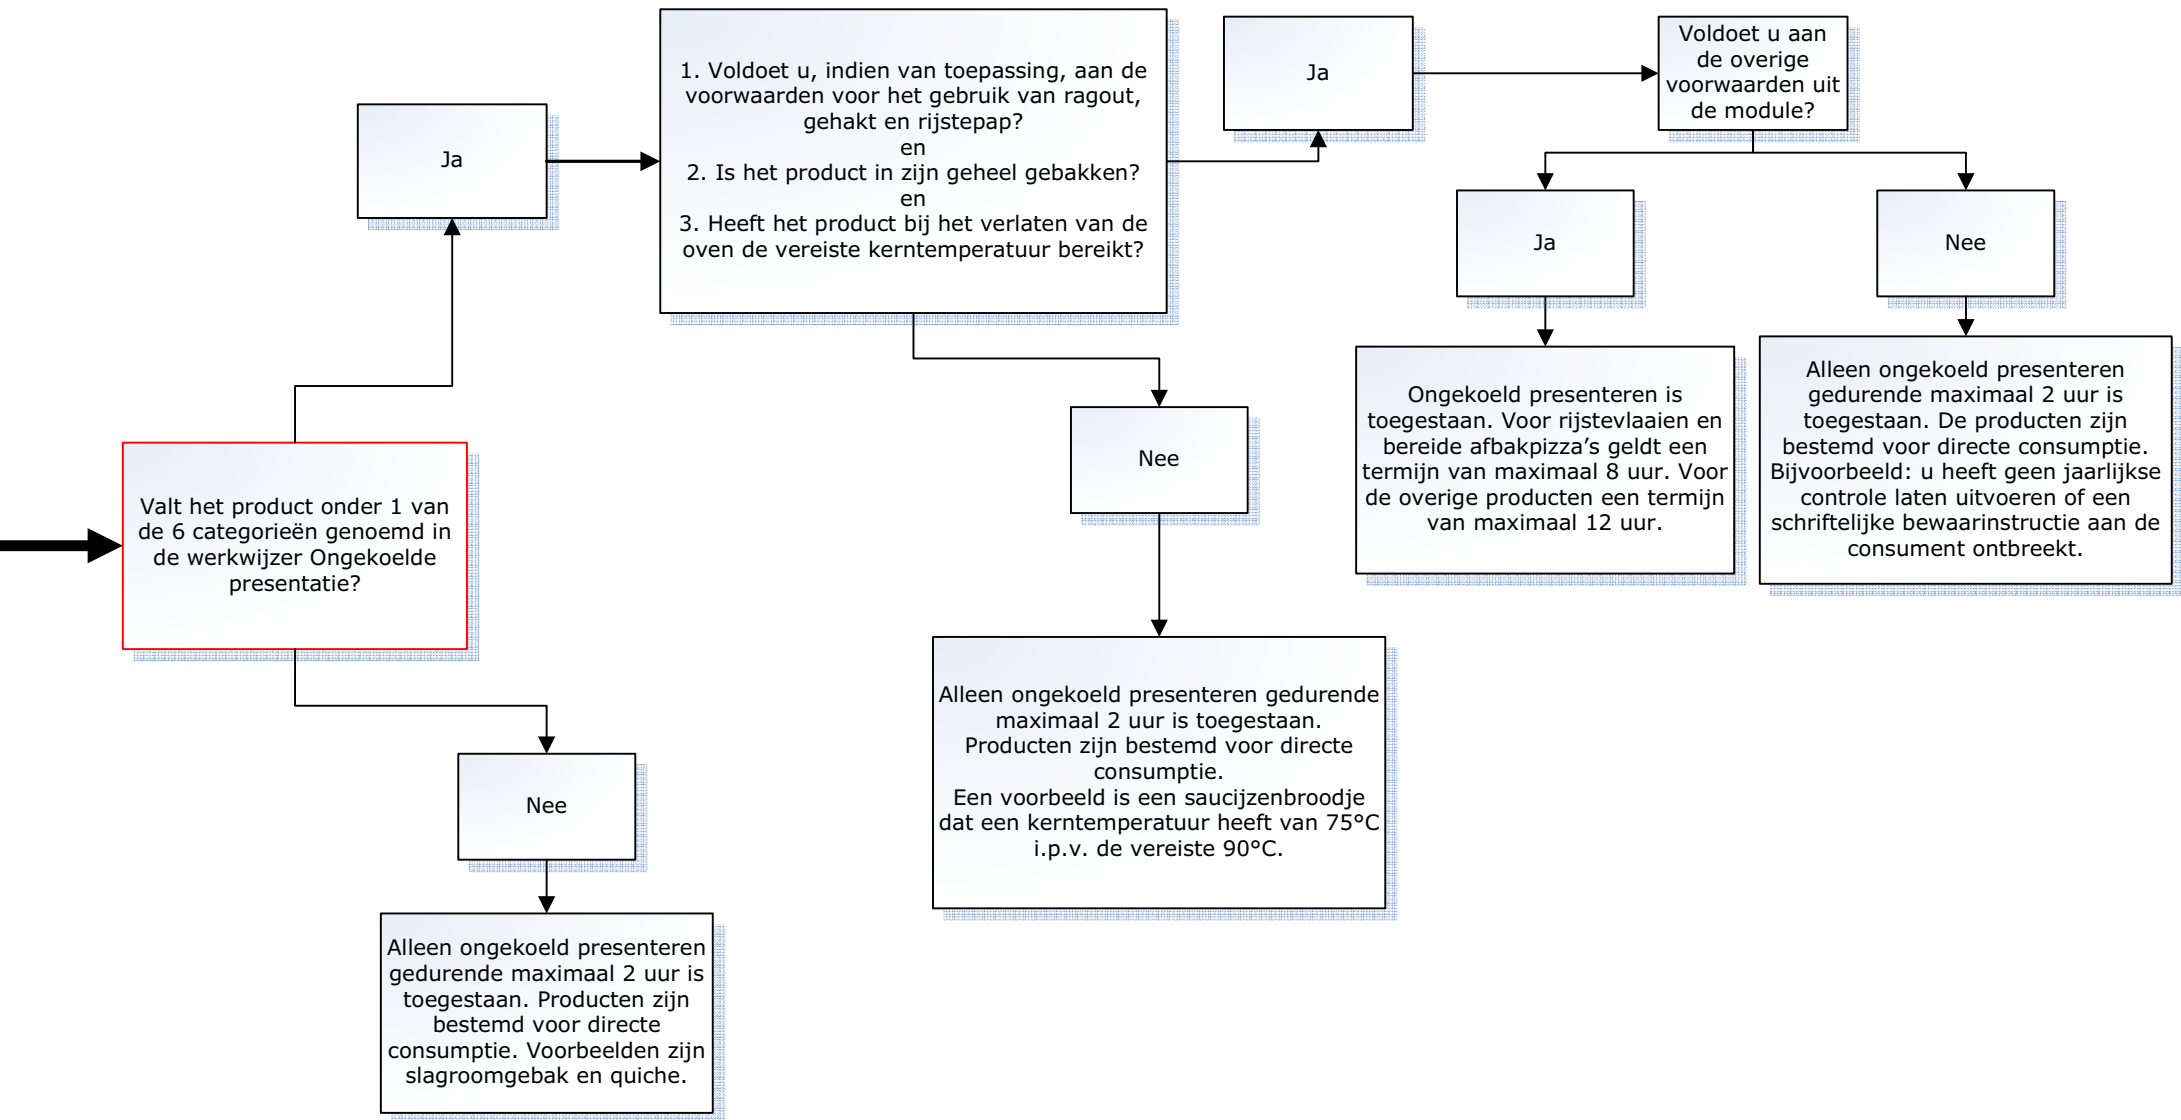 Valt het product onder 1 van
de 6 categorieën genoemd in
de werkwijzer Ongekoelde
presentatie?
Ja
1. Voldoet u, indien van toepassing, aan de
voorwaarden voor het gebruik van ragout,
gehakt en rijstepap?
en
2. Is het product in zijn geheel gebakken?
en
3. Heeft het product bij het verlaten van de
oven de vereiste kerntemperatuur bereikt?
Ja
Voldoet u aan
de overige
voorwaarden uit
de module?
Ja
Ongekoeld presenteren is
toegestaan. Voor rijstevlaaien en
bereide afbakpizza’s geldt een
termijn van maximaal 8 uur. Voor
de overige producten een termijn
van maximaal 12 uur.
Nee
Alleen ongekoeld presenteren
gedurende maximaal 2 uur is
toegestaan. De producten zijn
bestemd voor directe consumptie.
Bijvoorbeeld: u heeft geen jaarlijkse
controle laten uitvoeren of een
schriftelijke bewaarinstructie aan de
consument ontbreekt.
Nee
Alleen ongekoeld presenteren gedurende
maximaal 2 uur is toegestaan.
Producten zijn bestemd voor directe
consumptie.
Een voorbeeld is een saucijzenbroodje
dat een kerntemperatuur heeft van 75°C
i.p.v. de vereiste 90°C.
Nee
Alleen ongekoeld presenteren
gedurende maximaal 2 uur is
toegestaan. Producten zijn
bestemd voor directe
consumptie. Voorbeelden zijn
slagroomgebak en quiche.